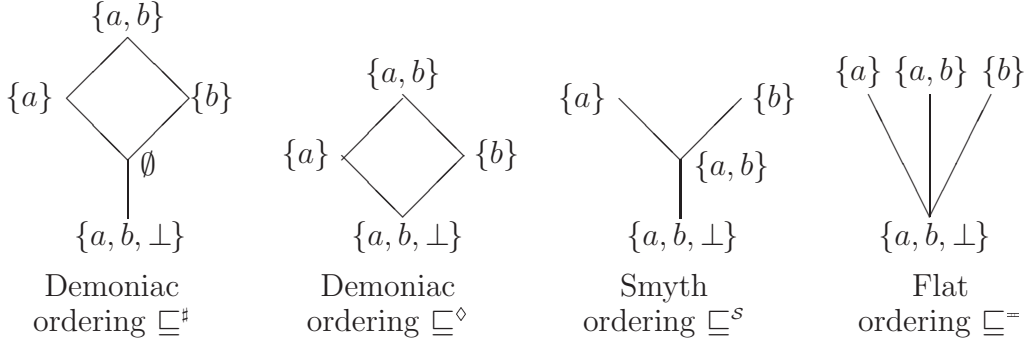 {a, b}
{a}
{b}
∅
{a, b, ⊥}
Demoniac
ordering ⊑♯
{a, b}
{a}
{b}
{a, b, ⊥}
Demoniac
ordering ⊑◊
{a}
{b}
{a, b}
{a, b, ⊥}
Smyth
ordering ⊑𝒮
{a} {a, b} {b}
{a, b, ⊥}
Flat
ordering ⊑=